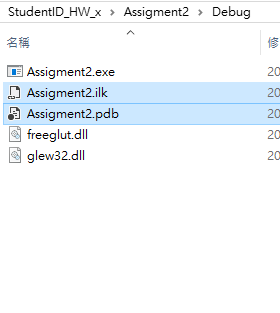 StudentID_HW_x > Assigment2 > Debug
名稱 修
Assigment2.exe 20
Assigment2.ilk 20
Assigment2.pdb 20
freeglut.dll 20
glew32.dll 20